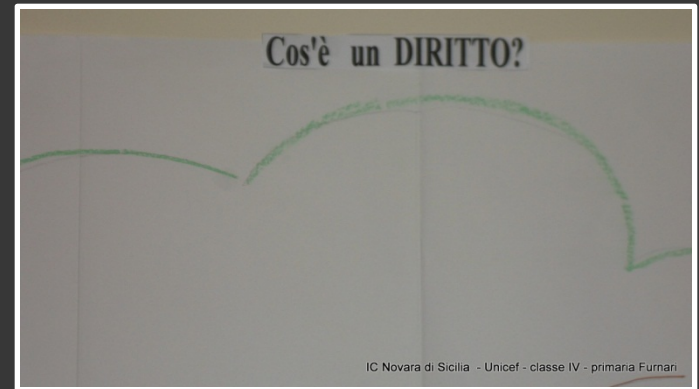 Cos'è un DIRITTO?
IC Novara di Sicilia - Unicef - classe IV - primaria Furnari